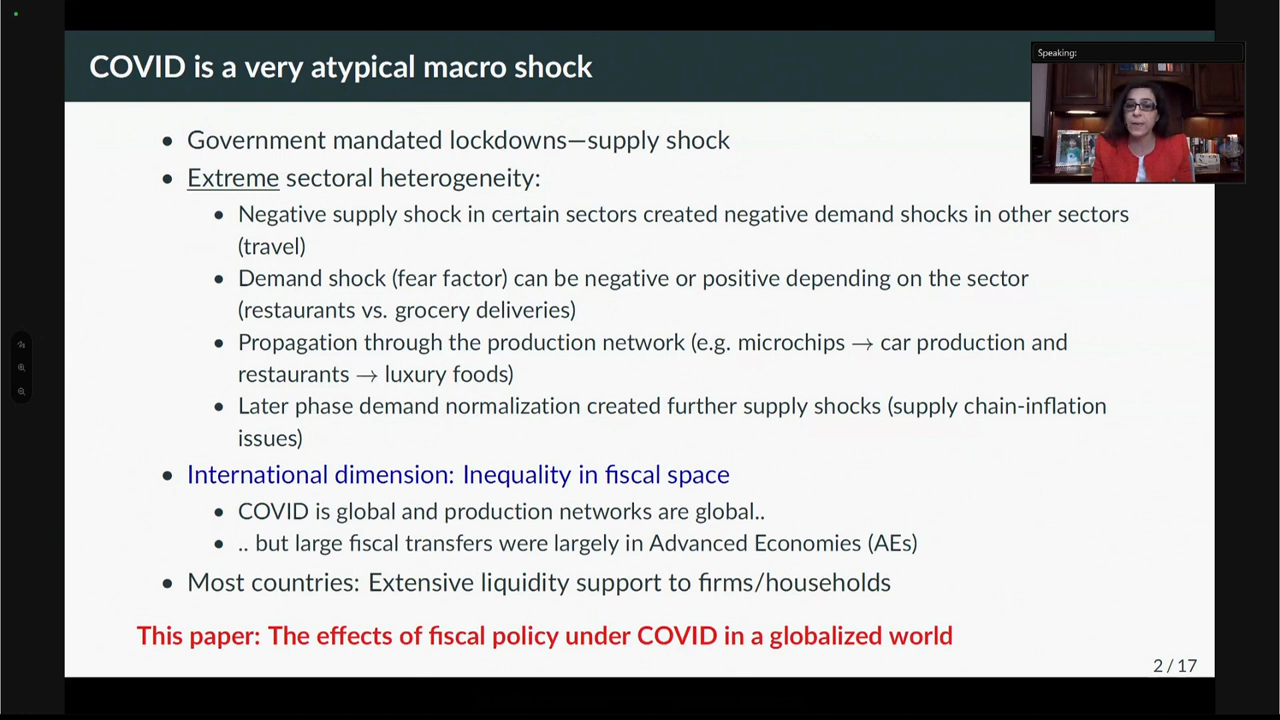 COVID is a very atypical macro shock
Speaking:
• Government mandated lockdowns—supply shock
• Extreme sectoral heterogeneity:
• Negative supply shock in certain sectors created negative demand shocks in other sectors
(travel)
• Demand shock (fear factor) can be negative or positive depending on the sector
(restaurants vs. grocery deliveries)
• Propagation through the production network (e.g. microchips → car production and
restaurants → luxury foods)
• Later phase demand normalization created further supply shocks (supply chain-inflation
issues)
• International dimension: Inequality in fiscal space
• COVID is global and production networks are global..
• .. but large fiscal transfers were largely in Advanced Economies (AEs)
• Most countries: Extensive liquidity support to firms/households
This paper: The effects of fiscal policy under COVID in a globalized world
2 / 17